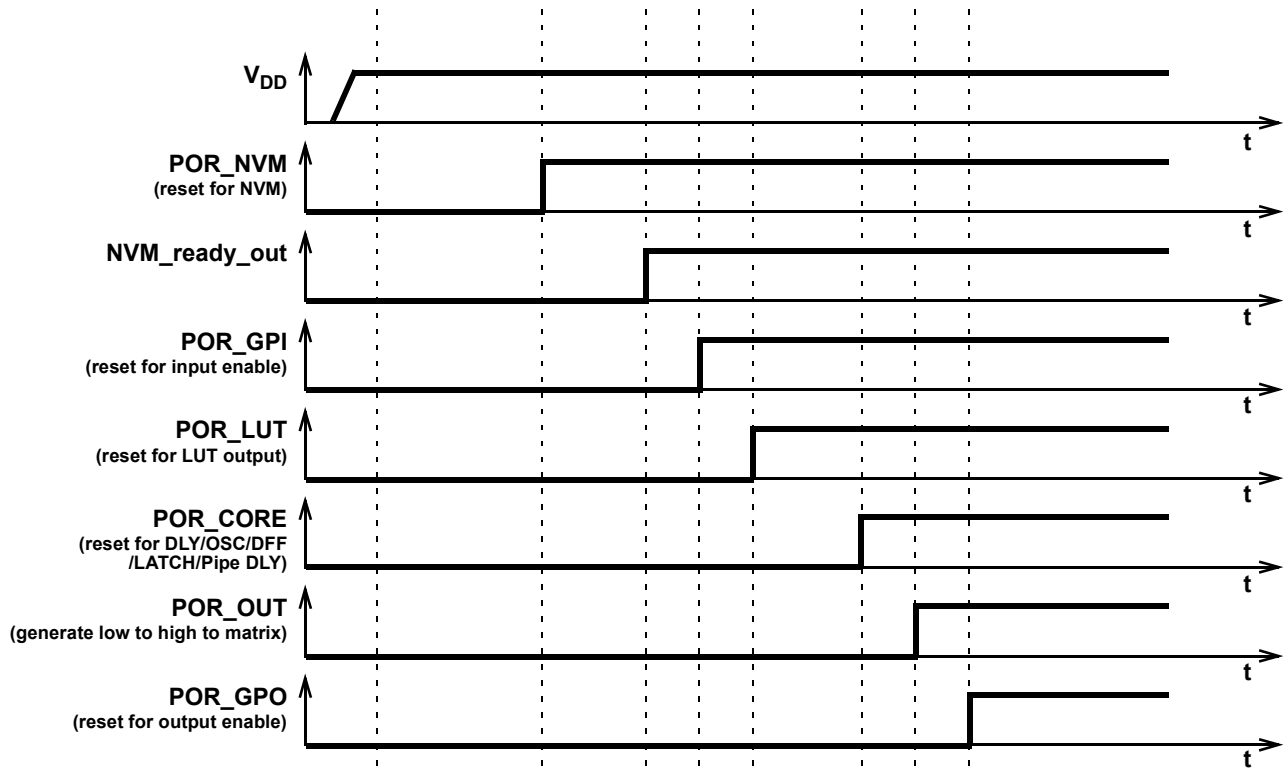 VDD
t
POR_NVM
(reset for NVM)
t
NVM_ready_out
t
POR_GPI
(reset for input enable)
t
POR_LUT
(reset for LUT output)
t
POR_CORE
(reset for DLY/OSC/DFF
/LATCH/Pipe DLY)
t
POR_OUT
(generate low to high to matrix)
t
POR_GPO
(reset for output enable)
t